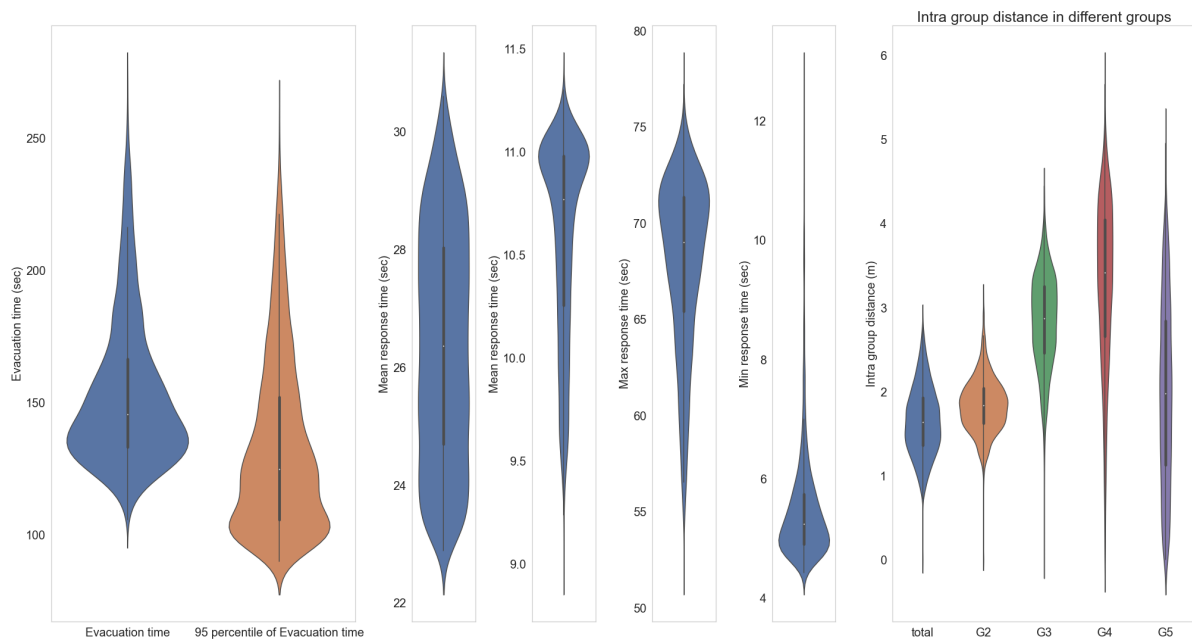 Intra group distance in different groups
Evacuation time (sec)
250
200
150
100
Evacuation time
95 percentile of Evacuation time
Mean response time (sec)
30
28
26
24
22
Mean response time (sec)
11.5
11.0
10.5
10.0
9.5
9.0
Max response time (sec)
80
75
70
65
60
55
50
Min response time (sec)
12
10
8
6
4
Intra group distance (m)
6
5
4
3
2
1
0
total
G2
G3
G4
G5